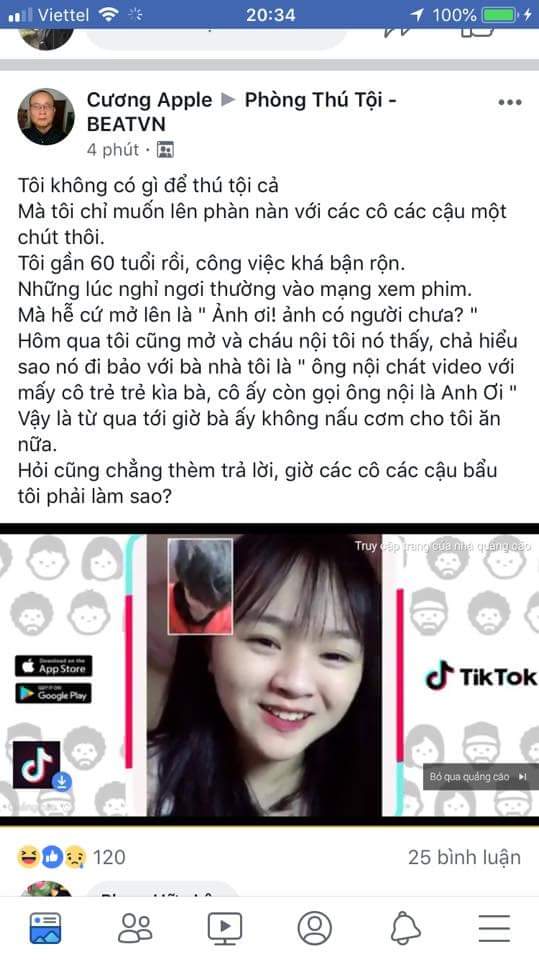 Viettel
20:34
100%
Cương Apple ▶ Phòng Thú Tội -
BEATVN
4 phút ·
Tôi không có gì để thú tội cả
Mà tôi chỉ muốn lên phàn nàn với các cô các cậu một
chút thôi.
Tôi gần 60 tuổi rồi, công việc khá bận rộn.
Những lúc nghỉ ngơi thường vào mạng xem phim.
Mà hễ cứ mở lên là " Ảnh ơi! ảnh có người chưa? "
Hôm qua tôi cũng mở và cháu nội tôi nó thấy, chả hiểu
sao nó đi bảo với bà nhà tôi là " ông nội chát video với
mấy cô trẻ trẻ kìa bà, cô ấy còn gọi ông nội là Anh Ơi "
Vậy là từ qua tới giờ bà ấy không nấu cơm cho tôi ăn
nữa.
Hỏi cũng chẳng thèm trả lời, giờ các cô các cậu bẩu
tôi phải làm sao?
Truy cập trang của nhà quảng cáo
Download on the
App Store
GET IT ON
Google Play
TikTok
Bỏ qua quảng cáo
120
25 bình luận